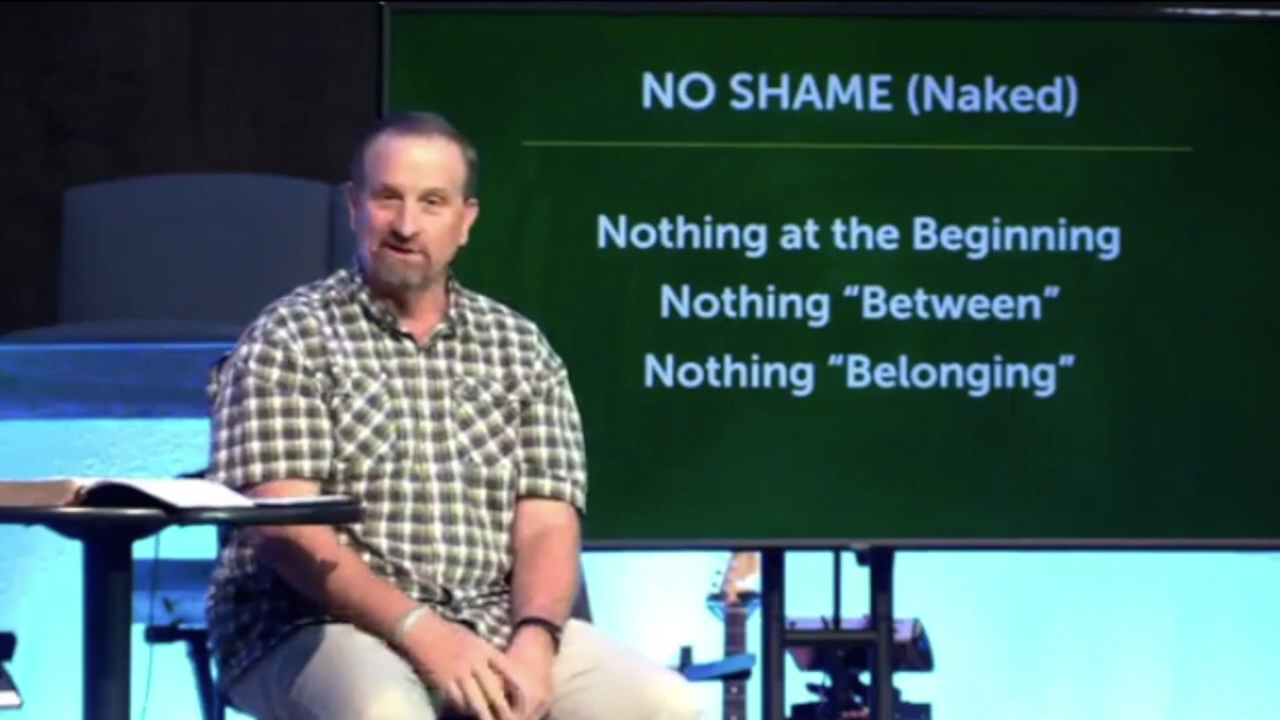 NO SHAME (Naked)
Nothing at the Beginning
Nothing “Between”
Nothing “Belonging”